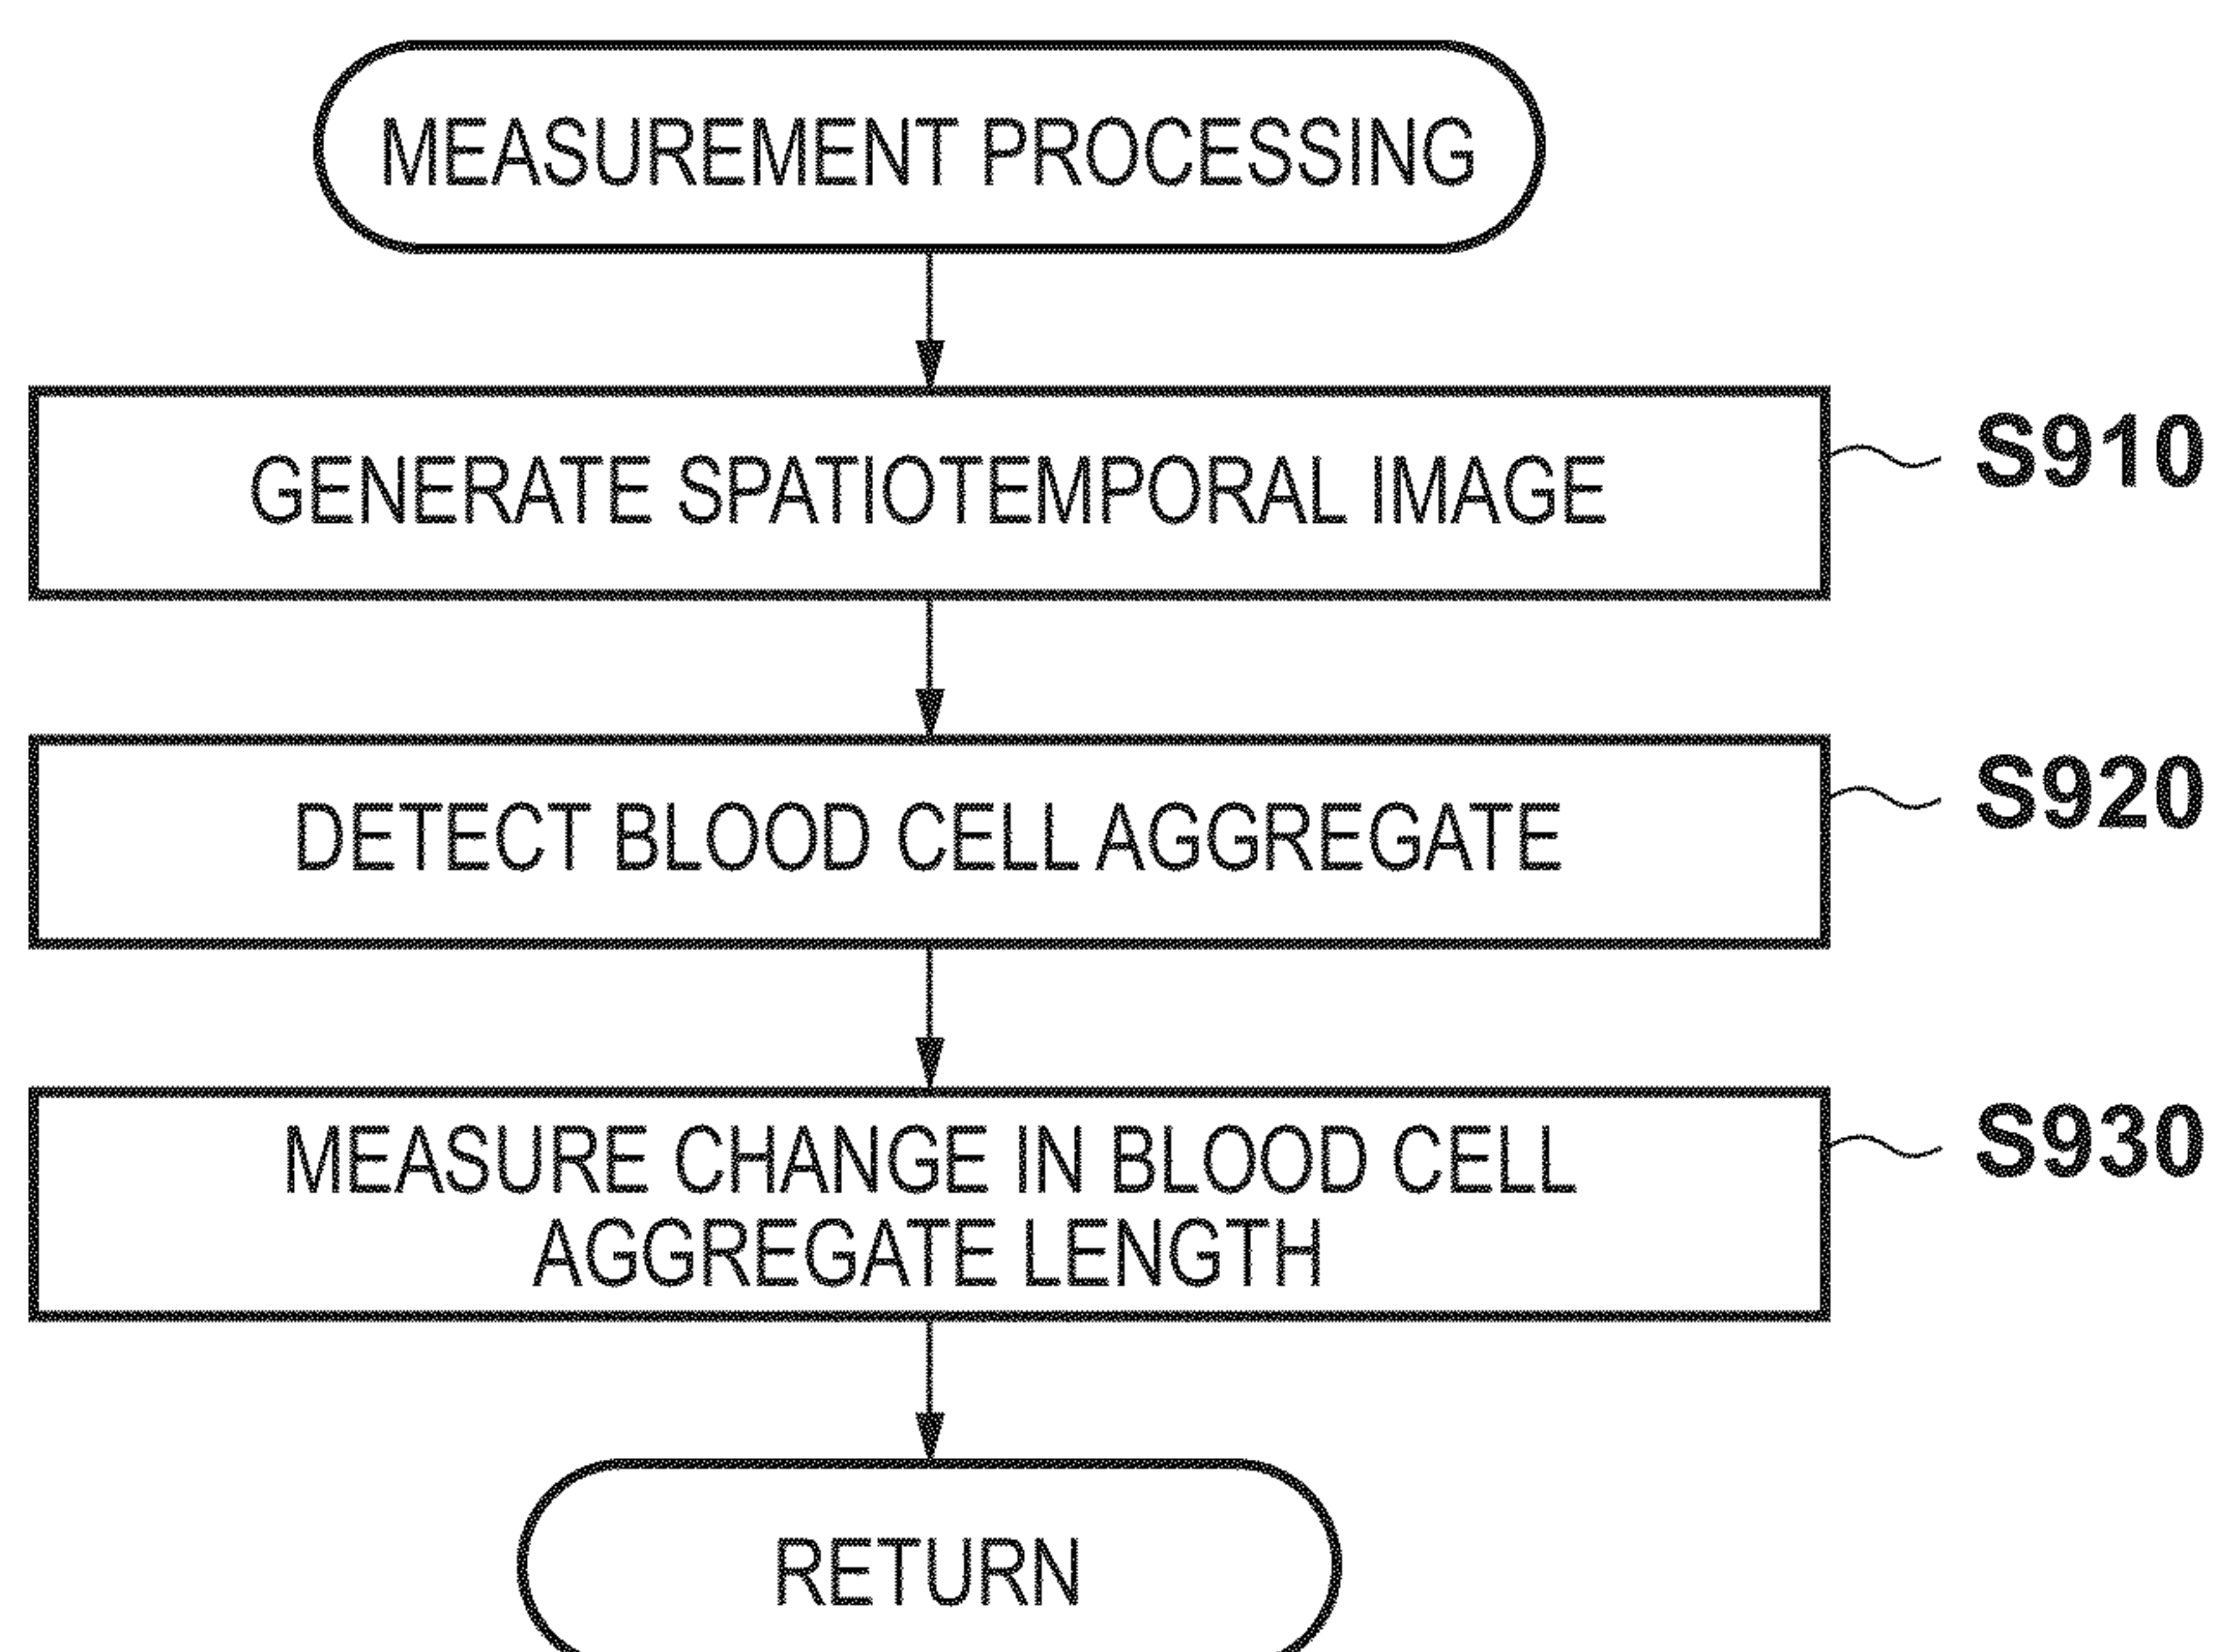 MEASUREMENT PROCESSING
GENERATE SPATIOTEMPORAL IMAGE
S910
DETECT BLOOD CELL AGGREGATE
S920
MEASURE CHANGE IN BLOOD CELL
AGGREGATE LENGTH
S930
RETURN